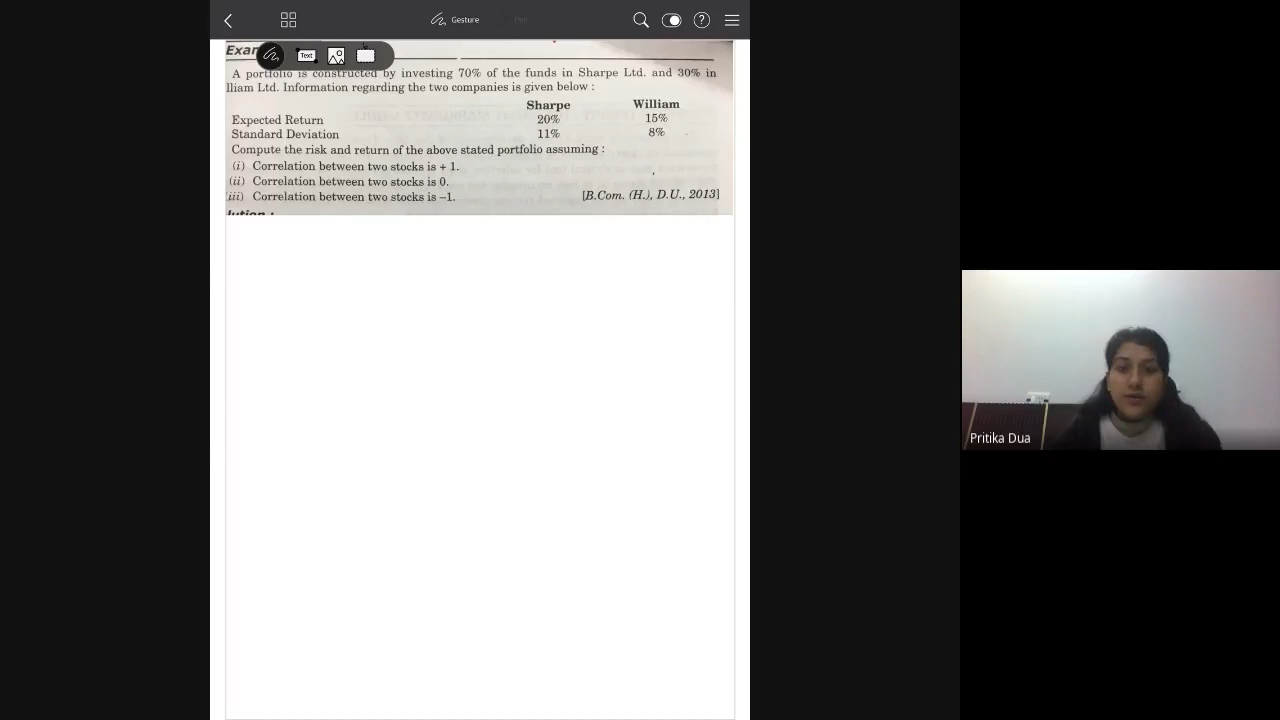 Gesture
Pen
Text
A portfolio is constructed by investing 70% of the funds in Sharpe Ltd. and 30% in
lliam Ltd. Information regarding the two companies is given below :
Sharpe William
Expected Return 20% 15%
Standard Deviation 11% 8%
Compute the risk and return of the above stated portfolio assuming :
(i) Correlation between two stocks is + 1.
(ii) Correlation between two stocks is 0.
iii) Correlation between two stocks is –1. [B.Com. (H.), D.U., 2013]
lution :
Pritika Dua